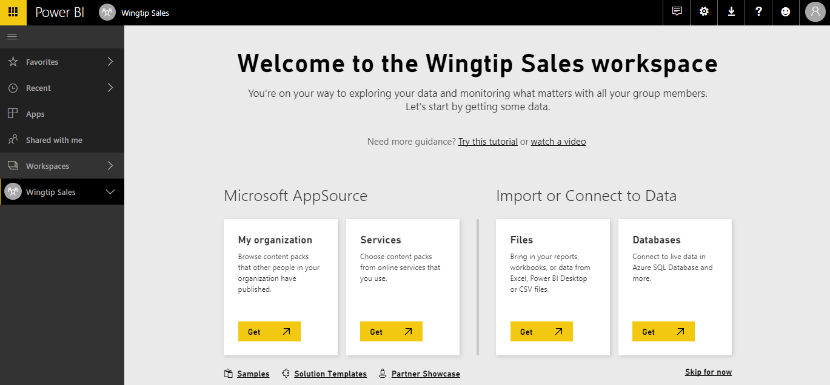 Power BI
Wingtip Sales
?
Favorites
Recent
Apps
Shared with me
Workspaces
Wingtip Sales
Welcome to the Wingtip Sales workspace
You're on your way to exploring your data and monitoring what matters with all your group members.
Let's start by getting some data.
Need more guidance? Try this tutorial or watch a video
Microsoft AppSource
My organization
Browse content packs
that other people in your
organization have
published.
Get
Services
Choose content packs
from online services that
you use.
Get
Import or Connect to Data
Files
Bring in your reports,
workbooks, or data from
Excel, Power BI Desktop
or CSV files.
Get
Databases
Connect to live data in
Azure SQL Database and
more.
Get
Samples
Solution Templates
Partner Showcase
Skip for now